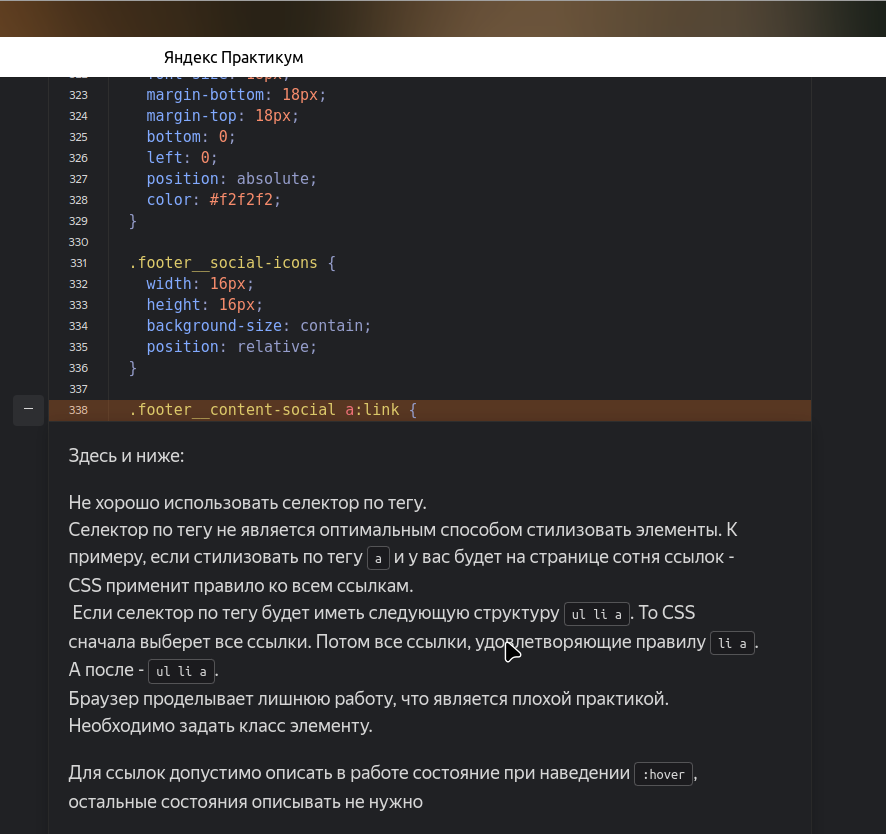 Яндекс Практикум
323 margin-bottom: 18px;
324 margin-top: 18px;
325 bottom: 0;
326 left: 0;
327 position: absolute;
328 color: #f2f2f2;
329 }
330
331 .footer__social-icons {
332 width: 16px;
333 height: 16px;
334 background-size: contain;
335 position: relative;
336 }
337
338 .footer__content-social a:link {
Здесь и ниже:
Не хорошо использовать селектор по тегу.
Селектор по тегу не является оптимальным способом стилизовать элементы. К
примеру, если стилизовать по тегу a и у вас будет на странице сотня ссылок -
CSS применит правило ко всем ссылкам.
Если селектор по тегу будет иметь следующую структуру ul li a. То CSS
сначала выберет все ссылки. Потом все ссылки, удовлетворяющие правилу li a.
А после - ul li a.
Браузер проделывает лишнюю работу, что является плохой практикой.
Необходимо задать класс элементу.
Для ссылок допустимо описать в работе состояние при наведении :hover,
остальные состояния описывать не нужно